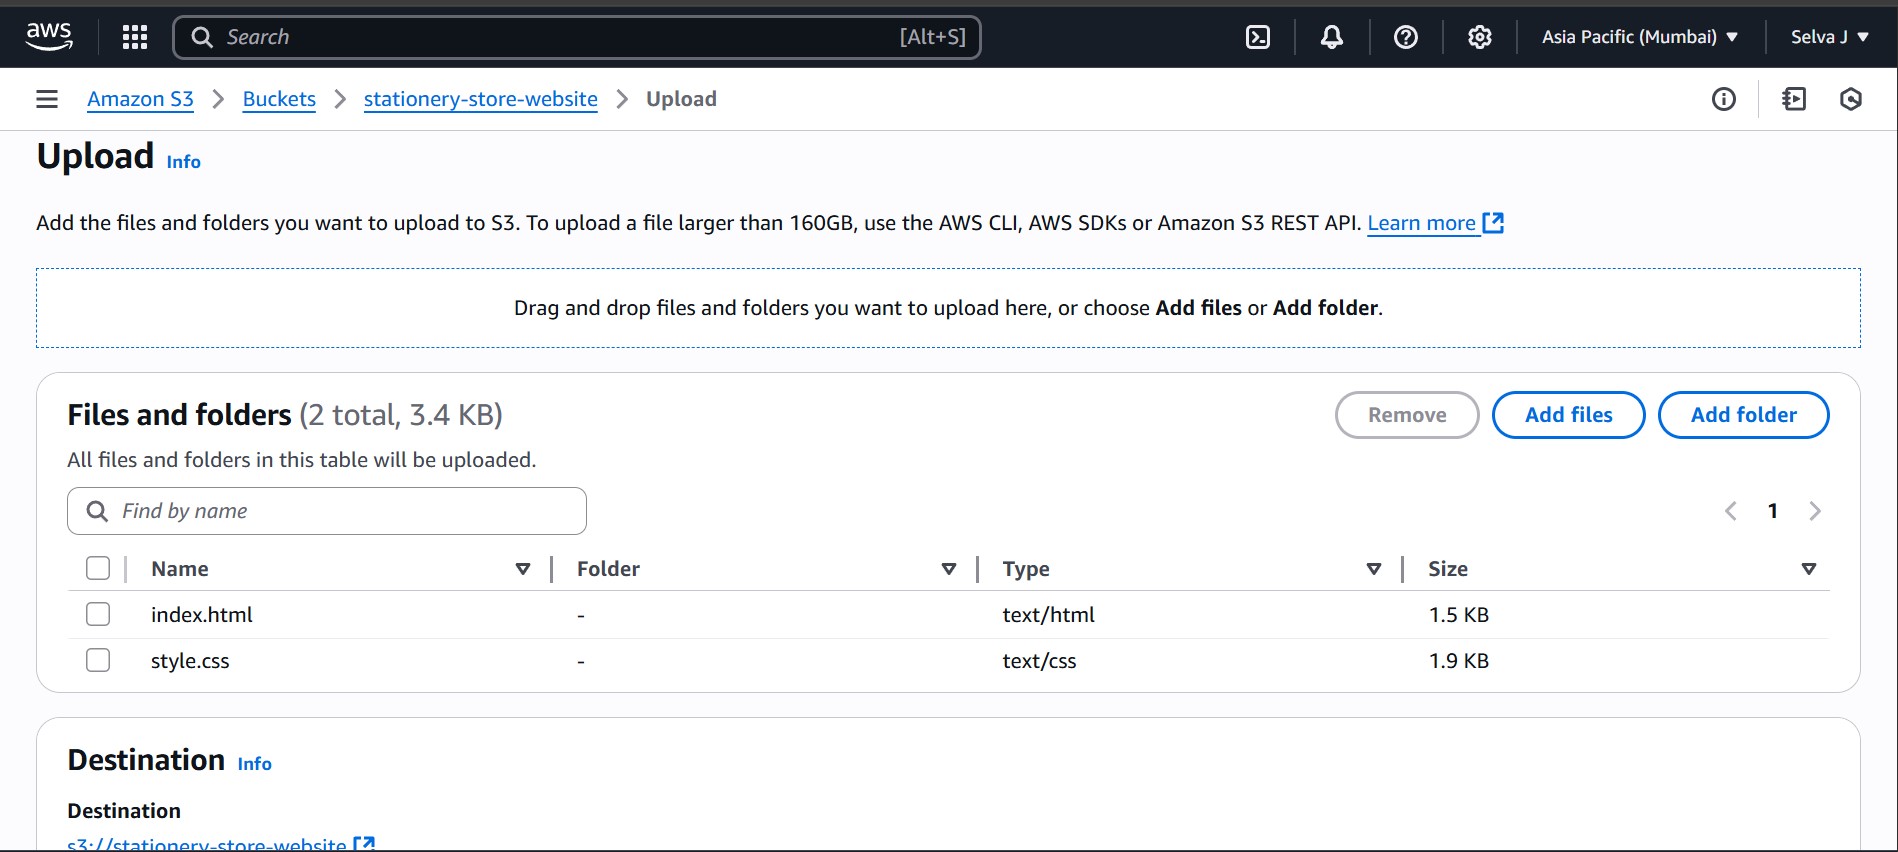 aws Search [Alt+S] Asia Pacific (Mumbai) Selva J
Amazon S3 Buckets stationery-store-website Upload
Upload Info
Add the files and folders you want to upload to S3. To upload a file larger than 160GB, use the AWS CLI, AWS SDKs or Amazon S3 REST API. Learn more
Drag and drop files and folders you want to upload here, or choose Add files or Add folder.
Files and folders (2 total, 3.4 KB) Remove Add files Add folder
All files and folders in this table will be uploaded.
Find by name 1
Name Folder Type Size
index.html - text/html 1.5 KB
style.css - text/css 1.9 KB
Destination Info
Destination
s3://stationery-store-website